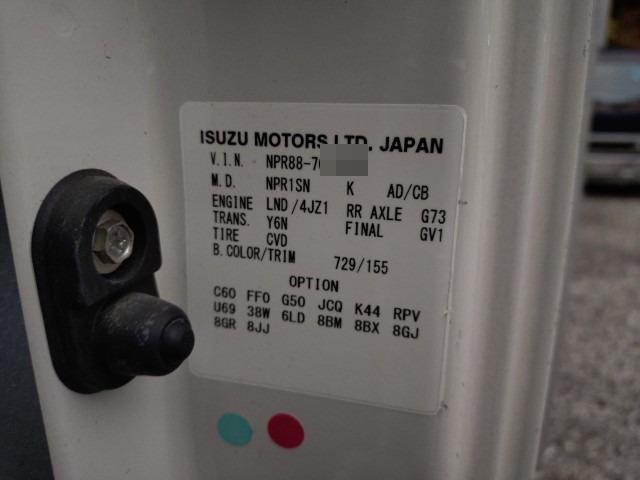 ISUZU MOTORS LTD. JAPAN
V.I.N. NPR88-70
M.D. NPR1SN K AD/CB
ENGINE LND/4JZ1 RR AXLE G73
TRANS. Y6N FINAL GV1
TIRE CVD
B.COLOR/TRIM 729/155
OPTION
C60 FF0 G50 JCQ K44 RPV
U69 38W 6LD 8BM 8BX 8GJ
8GR 8JJ